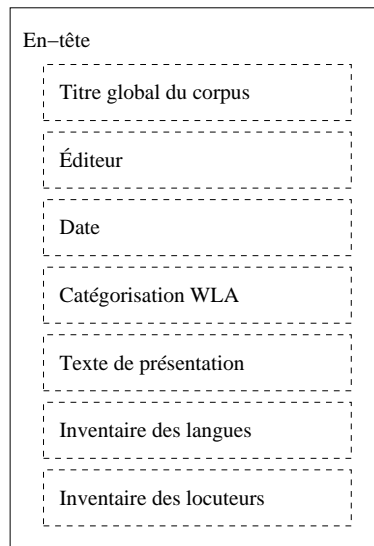 En−tête
Titre global du corpus
Éditeur
Date
Catégorisation WLA
Texte de présentation
Inventaire des langues
Inventaire des locuteurs